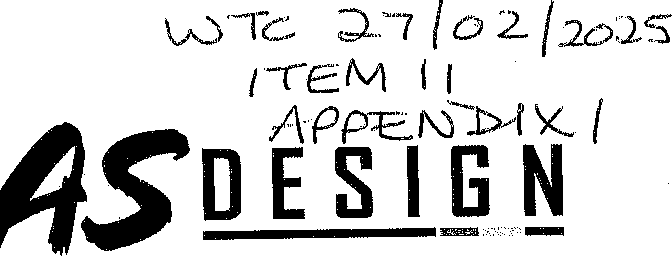 WTC 27/02/2025
ITEM 11
APPENDIX 1
AS DESIGN